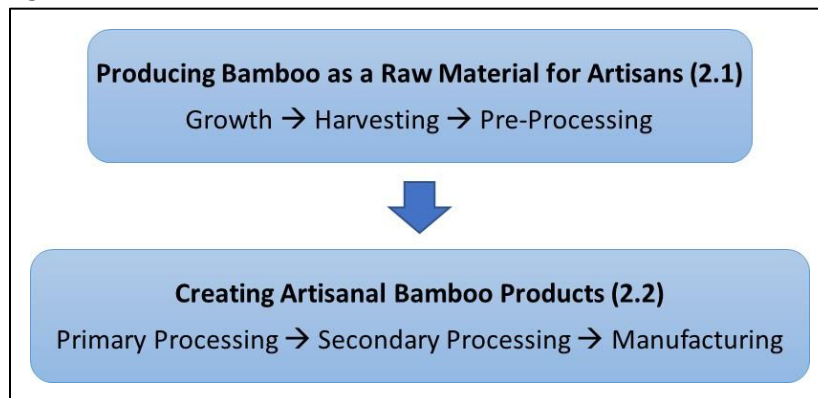 Producing Bamboo as a Raw Material for Artisans (2.1)
Growth → Harvesting → Pre-Processing
Creating Artisanal Bamboo Products (2.2)
Primary Processing → Secondary Processing → Manufacturing